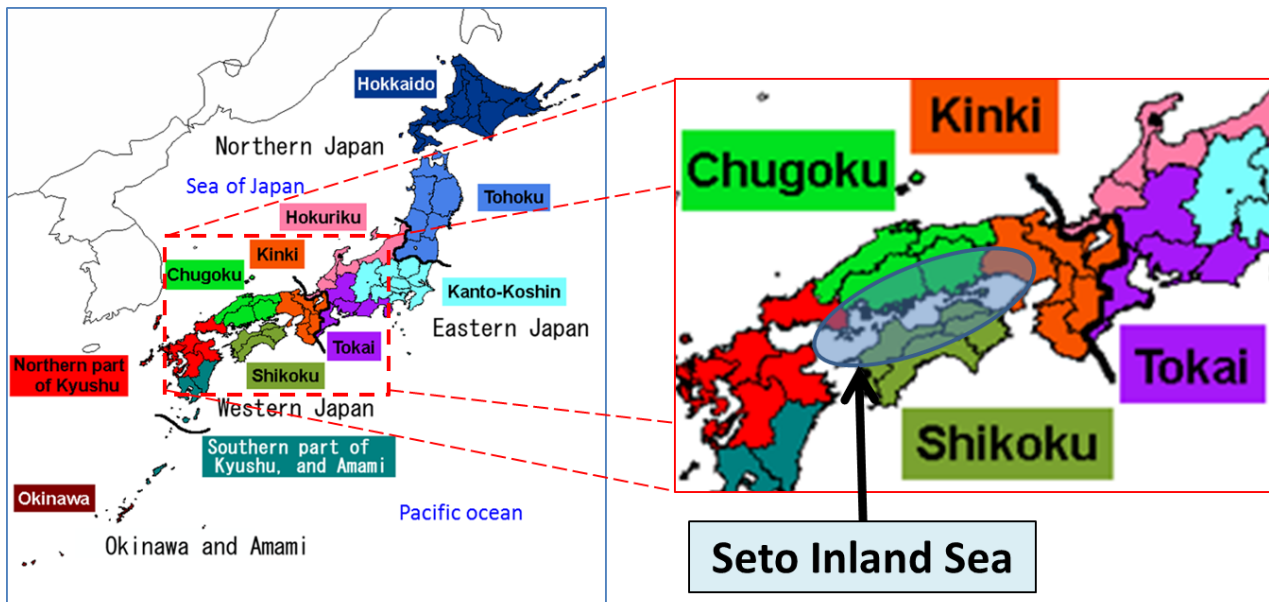 Hokkaido
Northern Japan
Sea of Japan
Tohoku
Hokuriku
Kinki
Chugoku
Kanto-Koshin
Eastern Japan
Tokai
Northern part
of Kyushu
Shikoku
Western Japan
Southern part of
Kyushu, and Amami
Okinawa
Pacific ocean
Okinawa and Amami
Kinki
Chugoku
Tokai
Shikoku
Seto Inland Sea